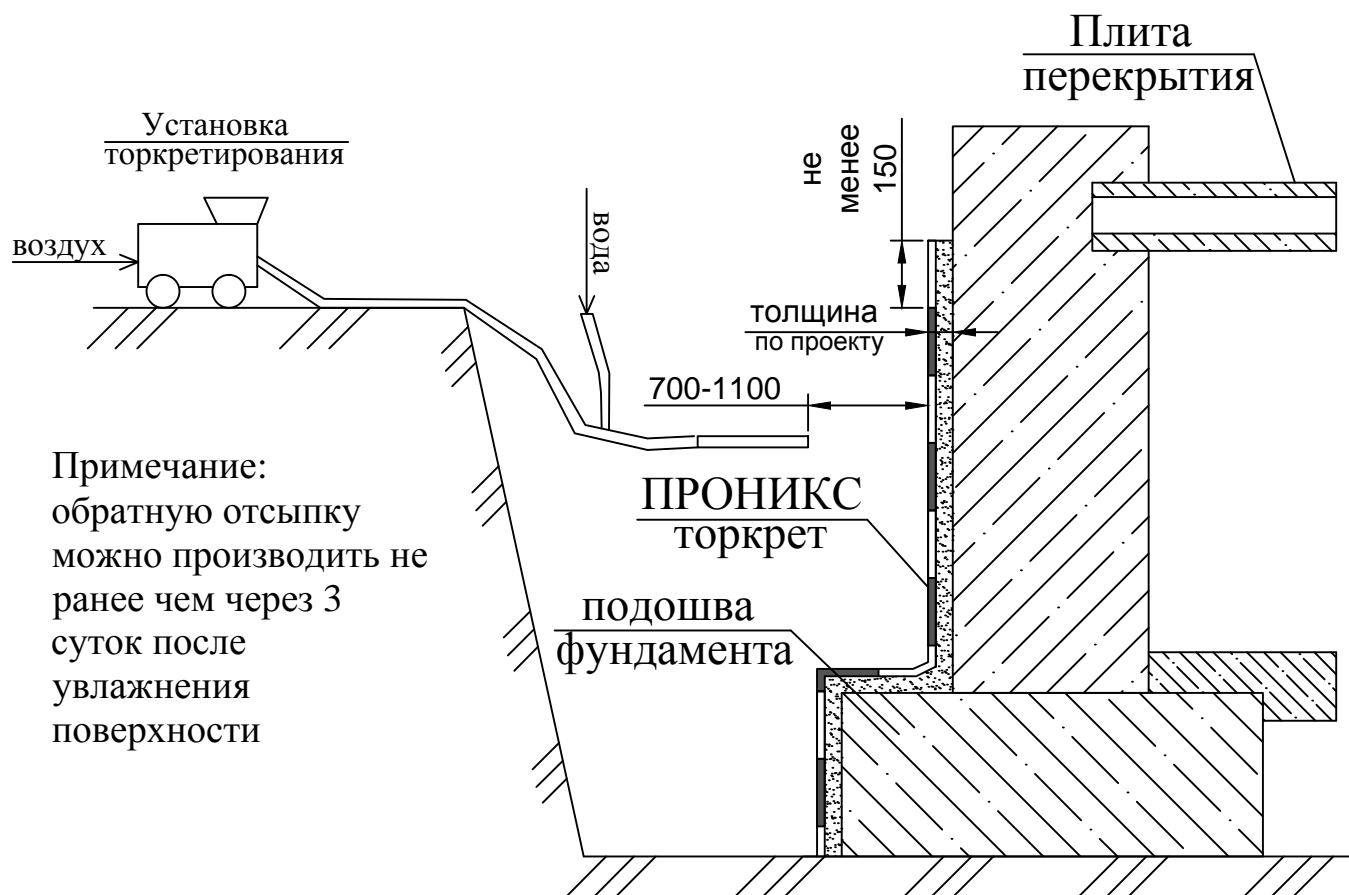 Плита
перекрытия
Установка
торкретирования
не
менее
150
воздух
вода
толщина
по проекту
700-1100
Примечание:
обратную отсыпку
можно производить не
ранее чем через 3
суток после
увлажнения
поверхности
ПРОНИКС
торкрет
подошва
фундамента